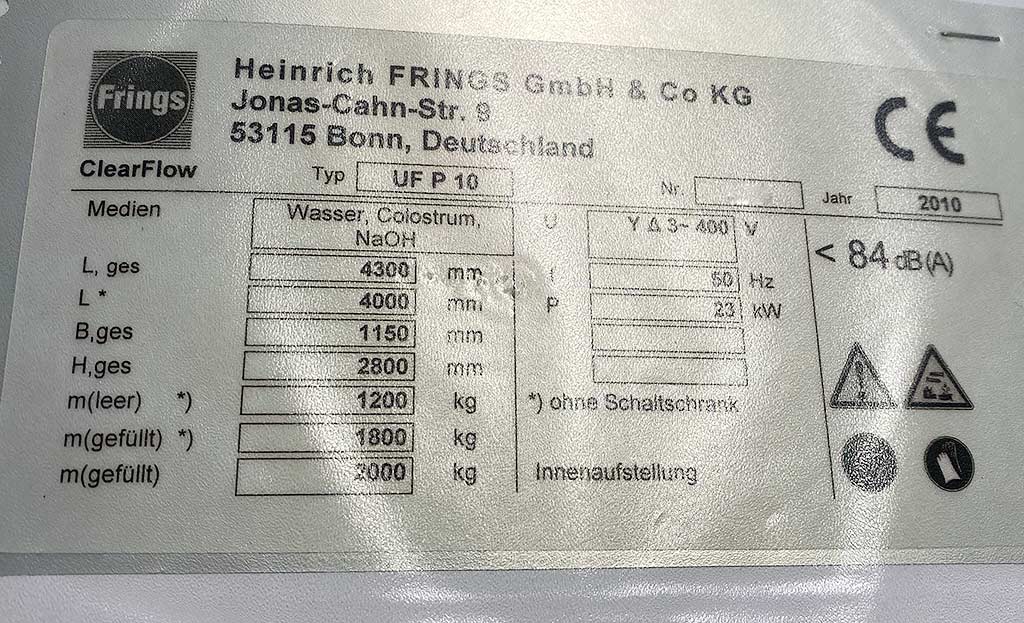 Frings
ClearFlow
Heinrich FRINGS GmbH & Co KG
Jonas-Cahn-Str. 9
53115 Bonn, Deutschland
CE
Typ UF P 10 Nr. Jahr 2010
Medien Wasser, Colostrum, NaOH
U Y Δ 3~ 400 V
< 84 dB(A)
L, ges 4300 mm f 50 Hz
L * 4000 mm P 23 kW
B,ges 1150 mm
H,ges 2800 mm
m(leer) *) 1200 kg *) ohne Schaltschrank
m(gefüllt) *) 1800 kg
m(gefüllt) 2000 kg Innenaufstellung